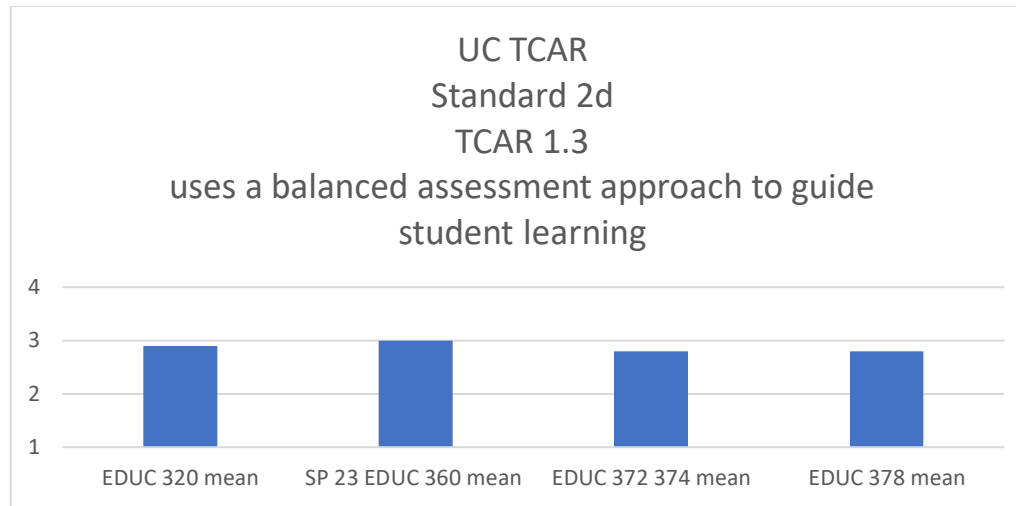 UC TCAR
Standard 2d
TCAR 1.3
uses a balanced assessment approach to guide
student learning
4
3
2
1
EDUC 320 mean SP 23 EDUC 360 mean EDUC 372 374 mean EDUC 378 mean